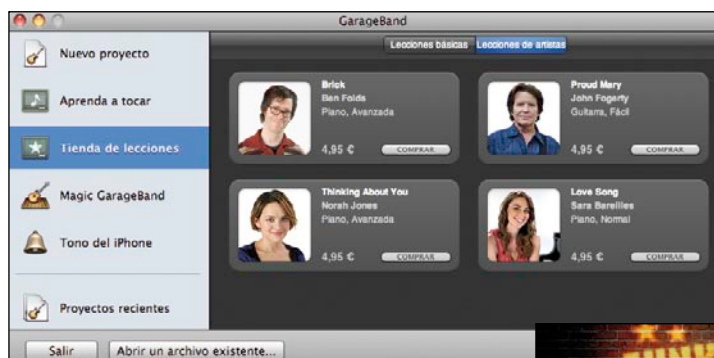 GarageBand
Nuevo proyecto
Aprenda a tocar
Tienda de lecciones
Magic GarageBand
Tono del iPhone
Proyectos recientes
Salir
Abrir un archivo existente...
Lecciones básicas
Lecciones de artistas
Brick
Ben Folds
Piano, Avanzada
4,95 €
COMPRAR
Proud Mary
John Fogerty
Guitarra, Fácil
4,95 €
COMPRAR
Thinking About You
Norah Jones
Piano, Avanzada
4,95 €
COMPRAR
Love Song
Sara Bareilles
Piano, Normal
4,95 €
COMPRAR